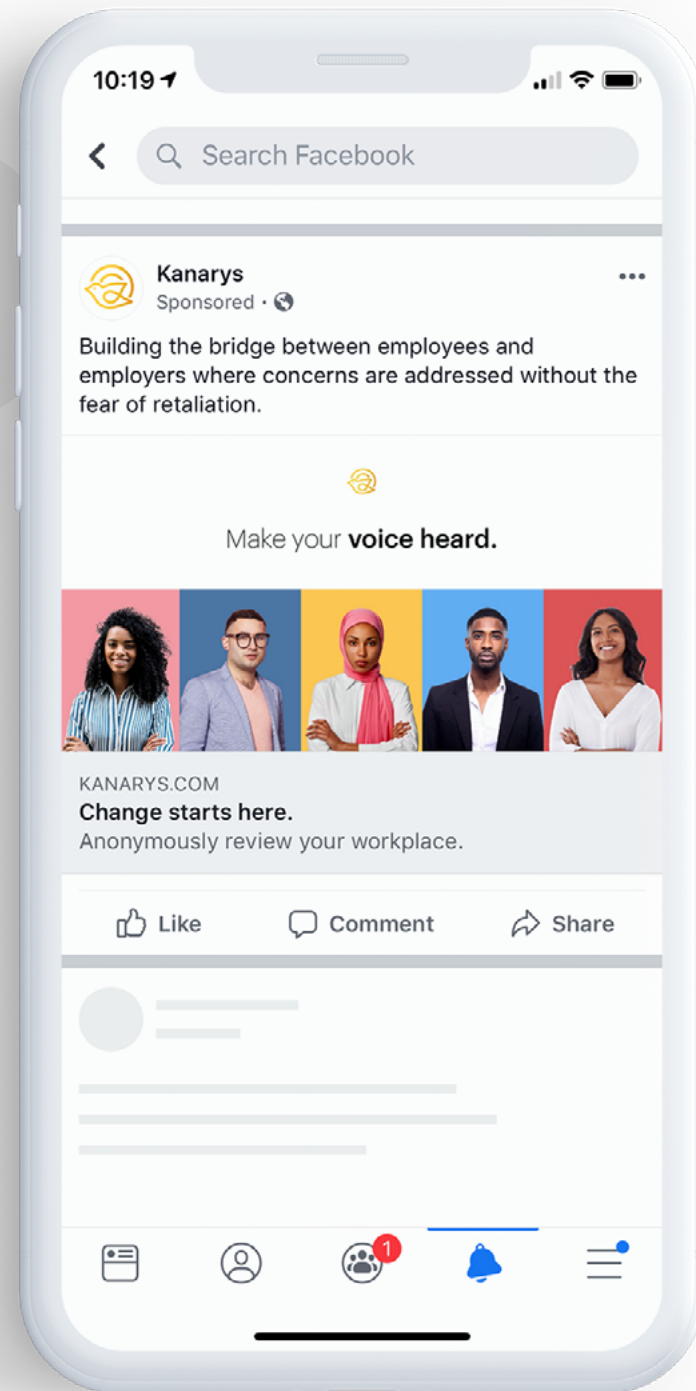 10:19
Search Facebook
Kanarys
Sponsored ·
Building the bridge between employees and
employers where concerns are addressed without the
fear of retaliation.
Make your voice heard.
KANARYS.COM
Change starts here.
Anonymously review your workplace.
Like Comment Share
1